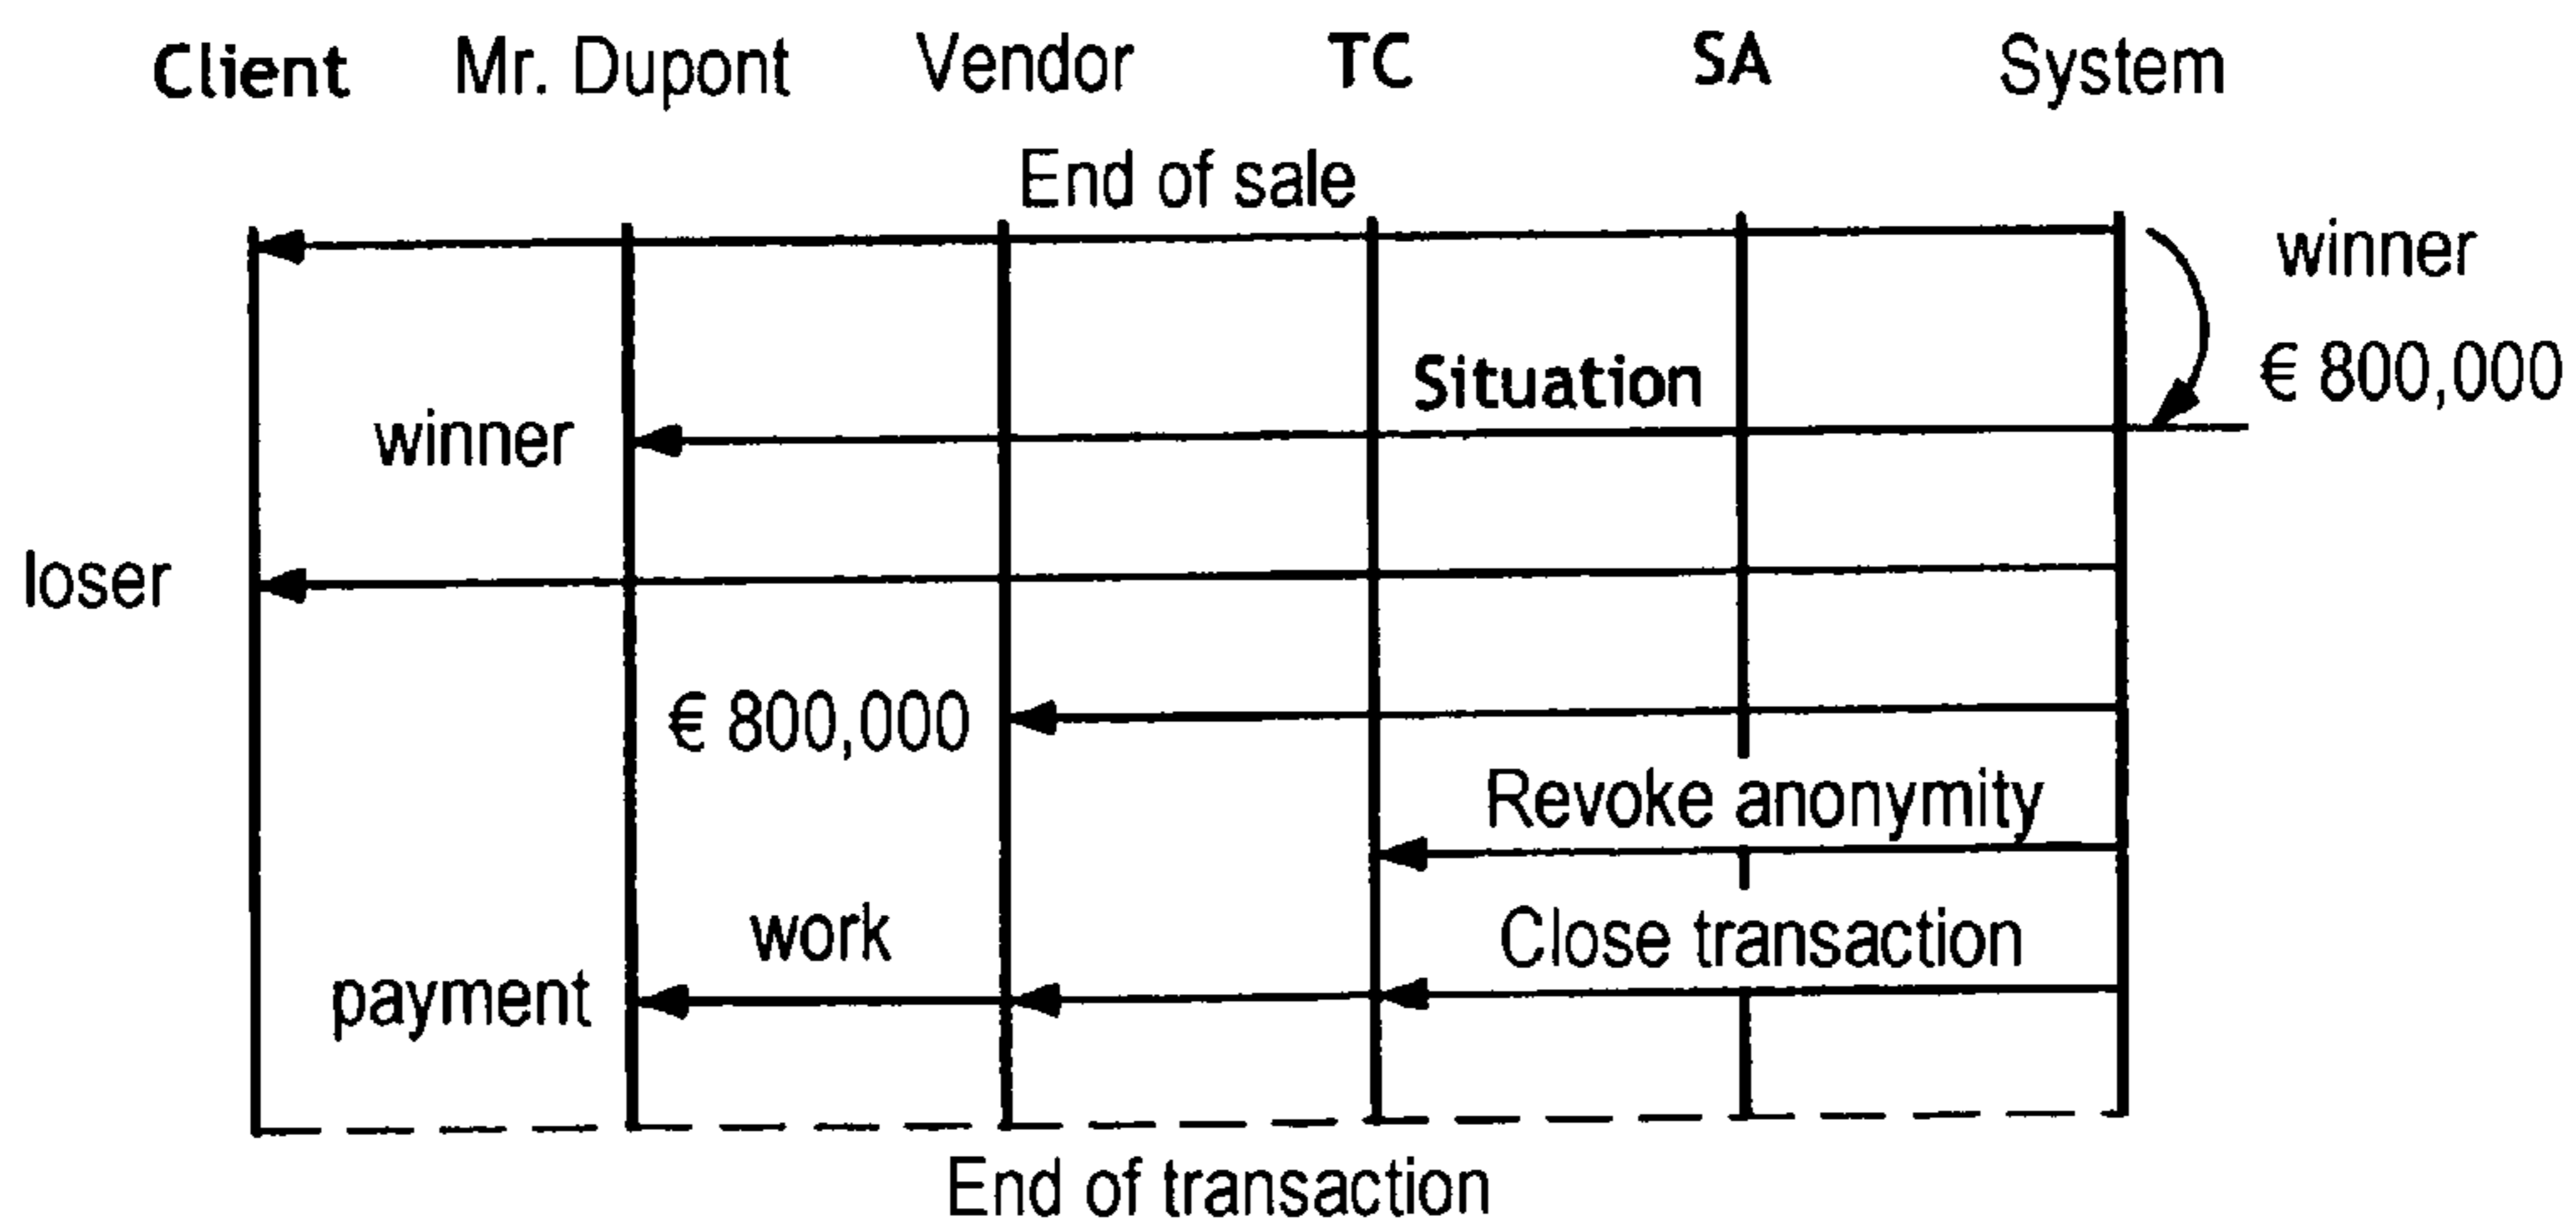 Client Mr. Dupont Vendor TC SA System
End of sale
winner
Situation
€ 800,000
winner
loser
€ 800,000
Revoke anonymity
work
Close transaction
payment
End of transaction